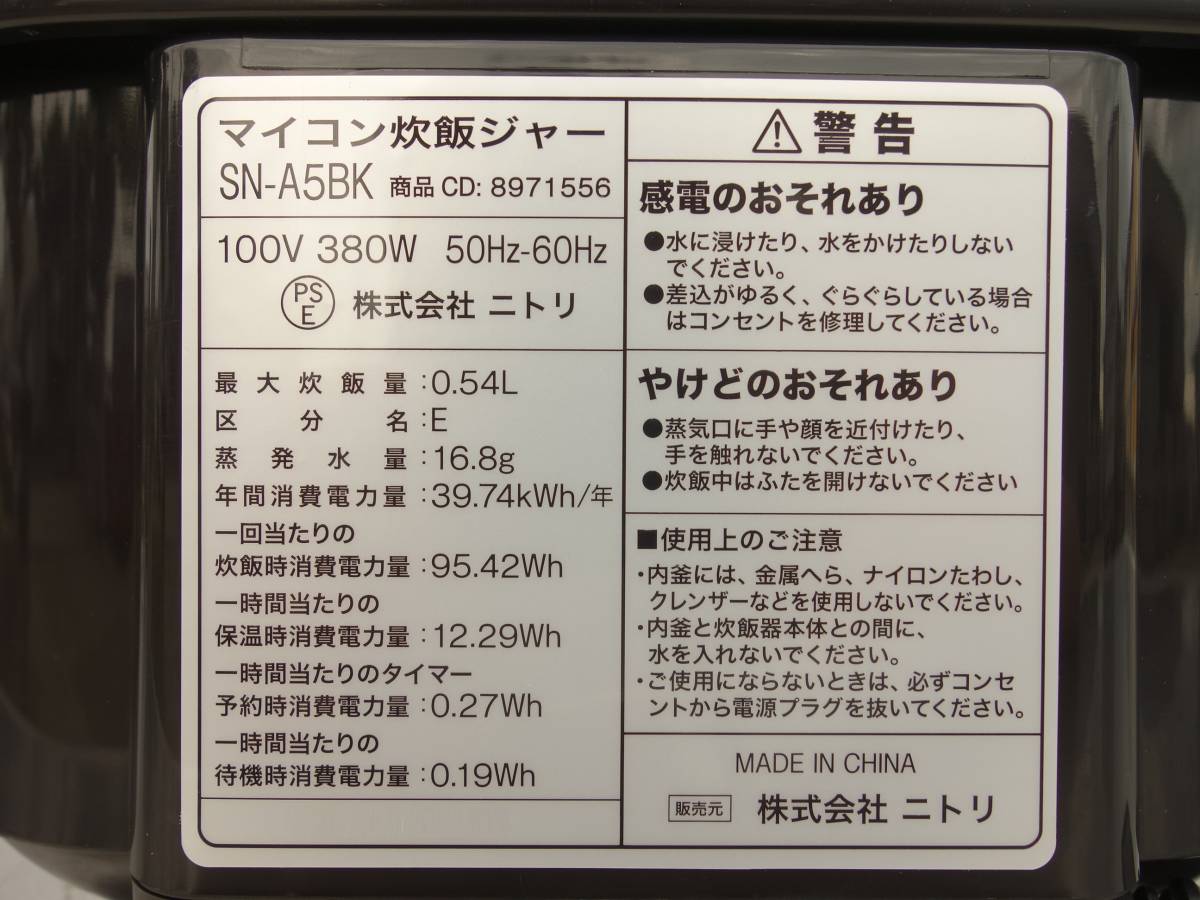 マイコン炊飯ジャー
SN-A5BK 商品 CD: 8971556
100V 380W 50Hz-60Hz
PS
E
株式会社 ニトリ
最大炊飯量:0.54L
区分名:E
蒸発水量:16.8g
年間消費電力量:39.74kWh/年
一回当たりの
炊飯時消費電力量:95.42Wh
一時間当たりの
保温時消費電力量:12.29Wh
一時間当たりのタイマー
予約時消費電力量:0.27Wh
一時間当たりの
待機時消費電力量:0.19Wh
警告
感電のおそれあり
●水に浸けたり、水をかけたりしない
でください。
●差込がゆるく、ぐらぐらしている場合
はコンセントを修理してください。
やけどのおそれあり
●蒸気口に手や顔を近付けたり、
手を触れないでください。
●炊飯中はふたを開けないでください
■使用上のご注意
・内釜には、金属へら、ナイロンたわし、
クレンザーなどを使用しないでください。
・内釜と炊飯器本体との間に、
水を入れないでください。
・ご使用にならないときは、必ずコンセ
ントから電源プラグを抜いてください。
MADE IN CHINA
販売元 株式会社 ニトリ